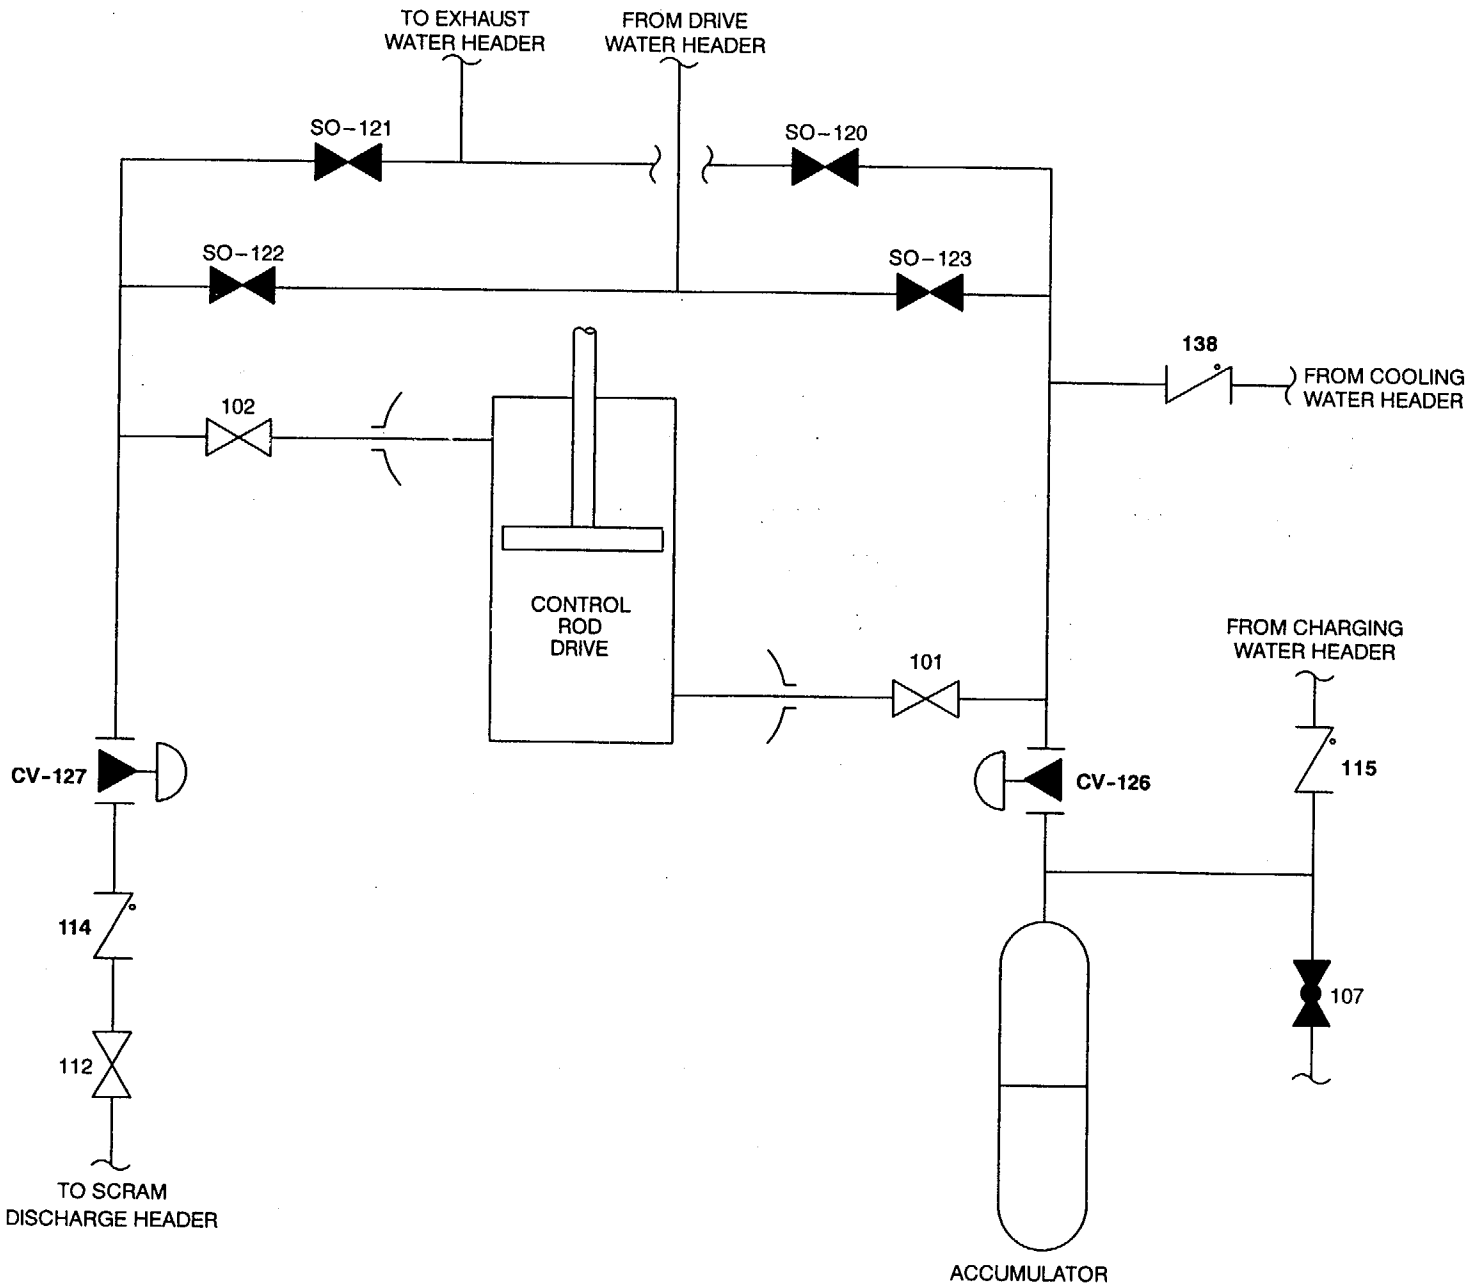 TO EXHAUST
WATER HEADER
FROM DRIVE
WATER HEADER
SO-121
SO-120
SO-122
SO-123
138
FROM COOLING
WATER HEADER
102
CONTROL
ROD
DRIVE
101
FROM CHARGING
WATER HEADER
CV-127
CV-126
115
114
107
112
TO SCRAM
DISCHARGE HEADER
ACCUMULATOR